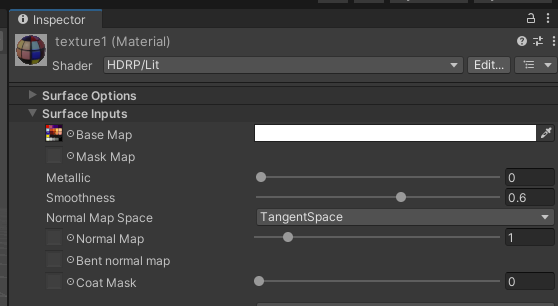 Inspector
texture1 (Material)
Shader HDRP/Lit Edit...
Surface Options
Surface Inputs
Base Map
Mask Map
Metallic 0
Smoothness 0.6
Normal Map Space TangentSpace
Normal Map 1
Bent normal map
Coat Mask 0